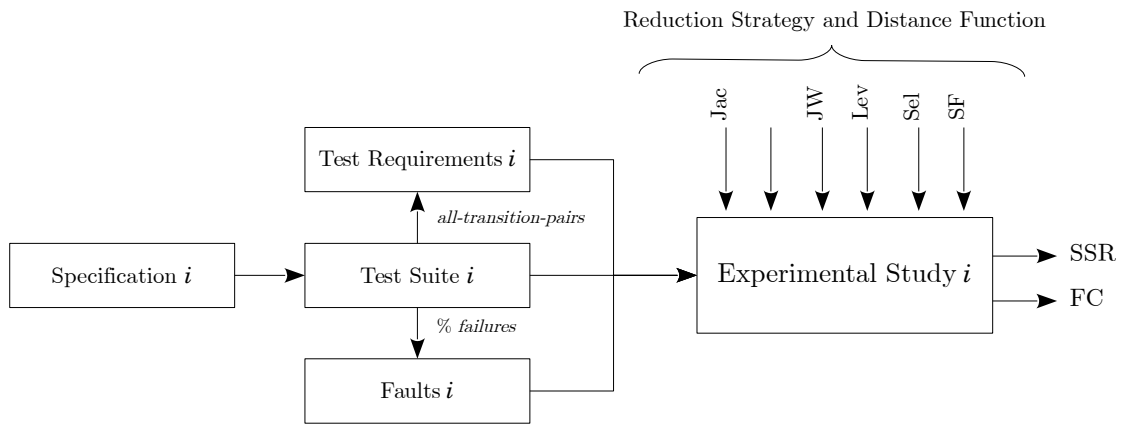 Reduction Strategy and Distance Function
Jac
JW
Lev
Sel
SF
Test Requirements i
all-transition-pairs
Specification i
Test Suite i
Experimental Study i
SSR
FC
% failures
Faults i